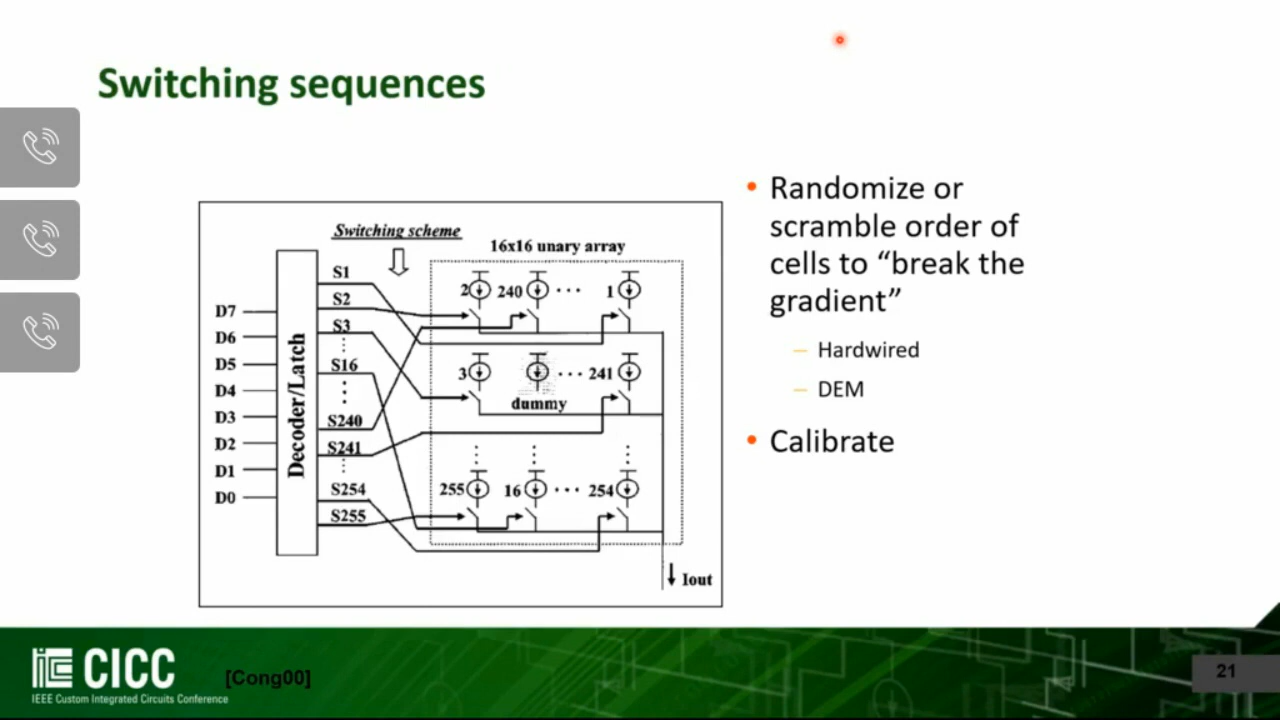 Switching sequences
Switching scheme
16x16 unary array
S1
S2
S3
S16
S240
S241
S254
S255
D7
D6
D5
D4
D3
D2
D1
D0
Decoder/Latch
2 240 ··· 1
3 ··· 241
dummy
255 16 ··· 254
Iout
• Randomize or
scramble order of
cells to “break the
gradient”
– Hardwired
– DEM
• Calibrate
CICC
IEEE Custom Integrated Circuits Conference
[Cong00]
21